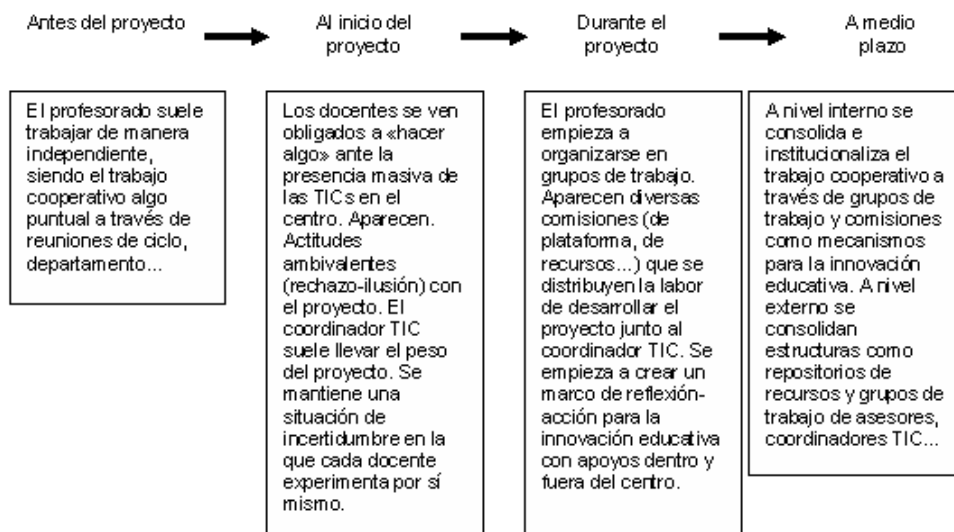 Antes del proyecto
Al inicio del
proyecto
Durante el
proyecto
A medio
plazo
El profesorado suele
trabajar de manera
independiente,
siendo el trabajo
cooperativo algo
puntual a través de
reuniones de ciclo,
departamento...
Los docentes se ven
obligados a «hacer
algo» ante la
presencia masiva de
las TICs en el
centro. Aparecen.
Actitudes
ambivalentes
(rechazo-ilusión) con
el proyecto. El
coordinador TIC
suele llevar el peso
del proyecto. Se
mantiene una
situación de
incertidumbre en la
que cada docente
experimenta por sí
mismo.
El profesorado
empieza a
organizarse en
grupos de trabajo.
Aparecen diversas
comisiones (de
plataforma, de
recursos...) que se
distribuyen la labor
de desarrollar el
proyecto junto al
coordinador TIC. Se
empieza a crear un
marco de reflexión-
acción para la
innovación educativa
con apoyos dentro y
fuera del centro.
A nivel interno se
consolida e
institucionaliza el
trabajo cooperativo a
través de grupos de
trabajo y comisiones
como mecanismos
para la innovación
educativa. A nivel
externo se
consolidan
estructuras como
repositorios de
recursos y grupos de
trabajo de asesores,
coordinadores TIC...